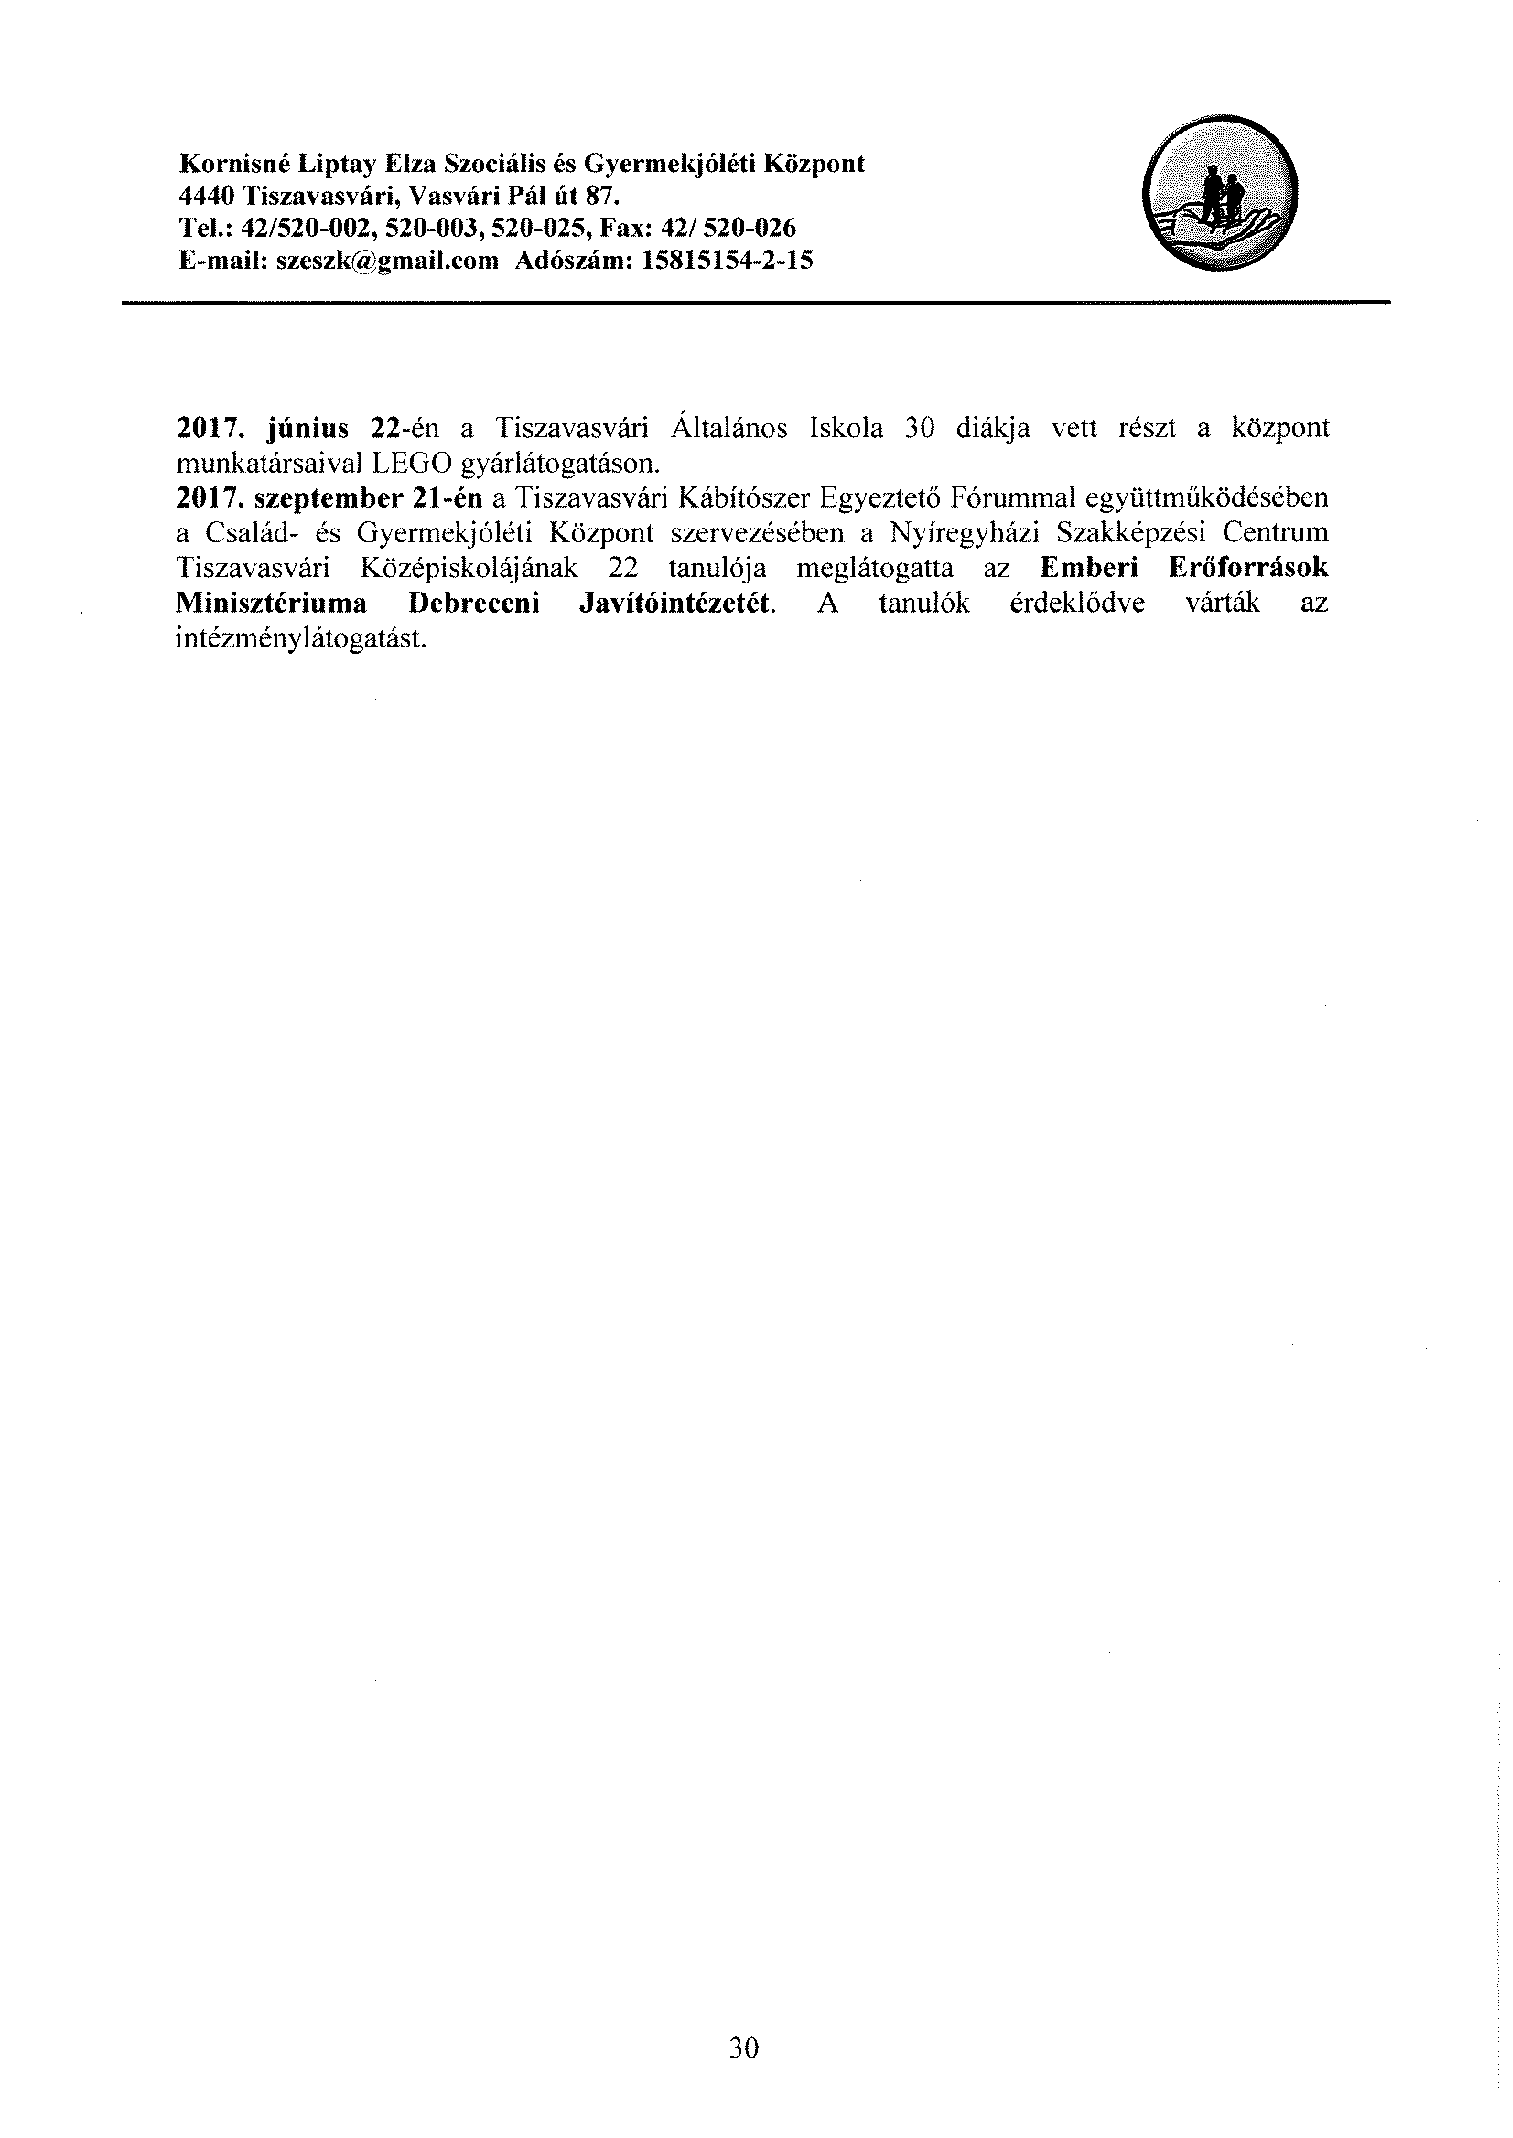 Kornisné Liptay Elza Szociális és Gyermekjóléti Központ
4440 Tiszavasvári, Vasvári Pál út 87.
Tel.: 42/520-002, 520-003, 520-025, Fax: 42/ 520-026
E-mail: szeszk@gmail.com Adószám: 15815154-2-15
2017. június 22-én a Tiszavasvári Általános Iskola 30 diákja vett részt a központ
munkatársaival LEGO gyárlátogatáson.
2017. szeptember 21-én a Tiszavasvári Kábítószer Egyeztető Fórummal együttműködésében
a Család- és Gyermekjóléti Központ szervezésében a Nyíregyházi Szakképzési Centrum
Tiszavasvári Középiskolájának 22 tanulója meglátogatta az Emberi Erőforrások
Minisztériuma Debreceni Javítóintézetét. A tanulók érdeklődve várták az
intézménylátogatást.
30